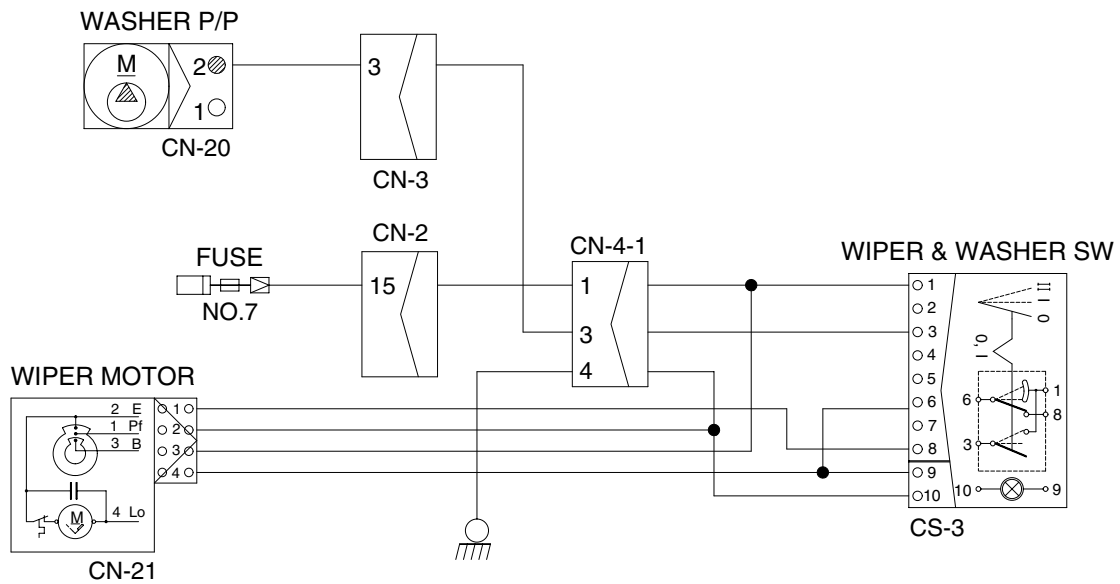 WASHER P/P
M
2
1
CN-20
3
CN-3
CN-2
15
FUSE
NO.7
CN-4-1
1
3
4
WIPER & WASHER SW
1
2
3
4
5
6
7
8
9
10
II
I
0
0, I
6
1
8
3
10
9
CS-3
WIPER MOTOR
2 E
1 Pf
3 B
M
4 Lo
1
2
3
4
CN-21